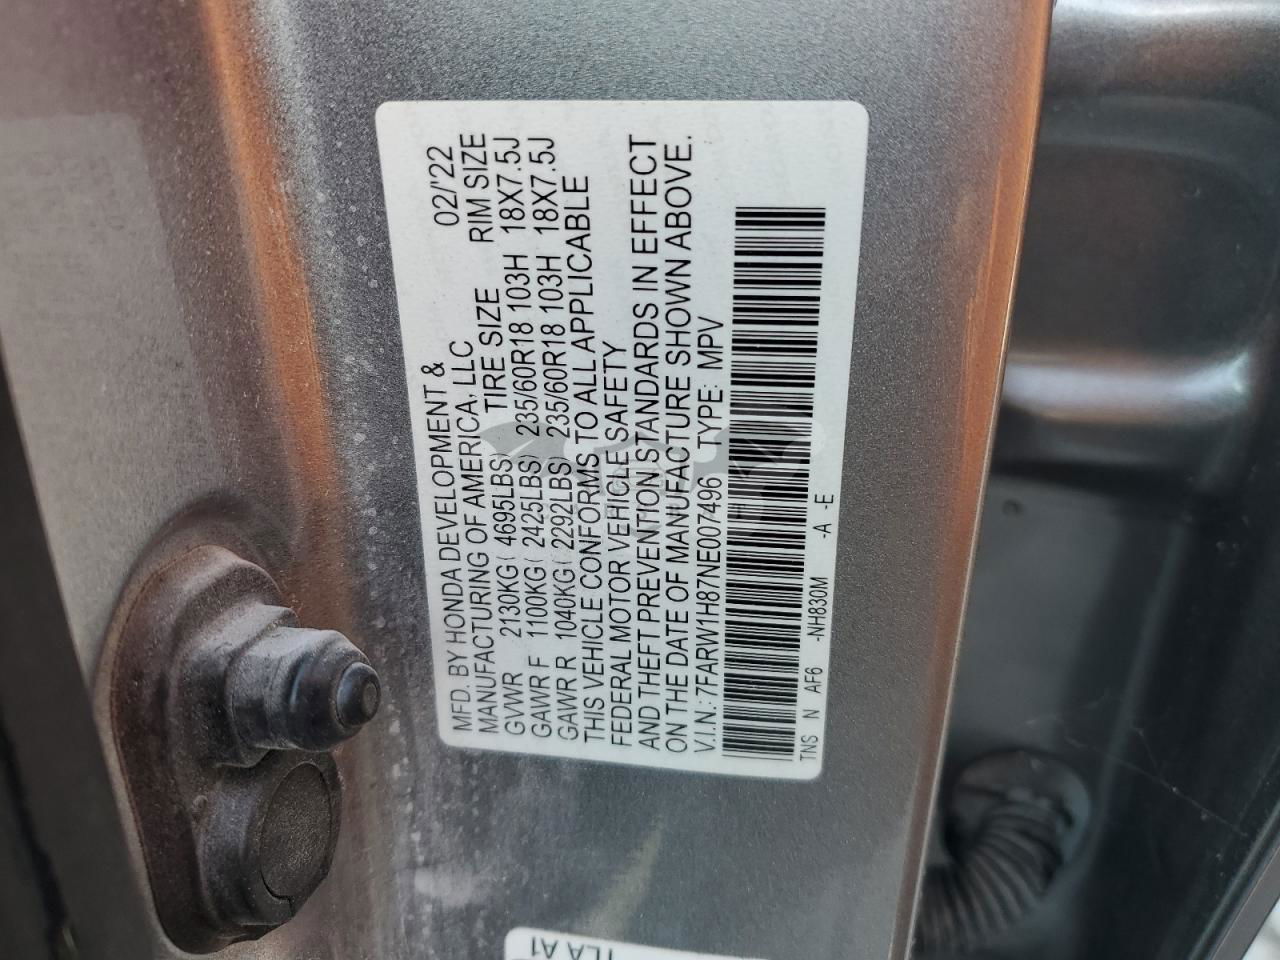 MFD. BY HONDA DEVELOPMENT &
MANUFACTURING OF AMERICA, LLC 02/'22
GVWR 2130KG( 4695LBS) TIRE SIZE RIM SIZE
GAWR F 1100KG( 2425LBS) 235/60R18 103H 18X7.5J
GAWR R 1040KG( 2292LBS) 235/60R18 103H 18X7.5J
THIS VEHICLE CONFORMS TO ALL APPLICABLE
FEDERAL MOTOR VEHICLE SAFETY
AND THEFT PREVENTION STANDARDS IN EFFECT
ON THE DATE OF MANUFACTURE SHOWN ABOVE.
V.I.N.: 7FARW1H87NE007496 TYPE: MPV
TNS N AF6 -NH830M -A -E